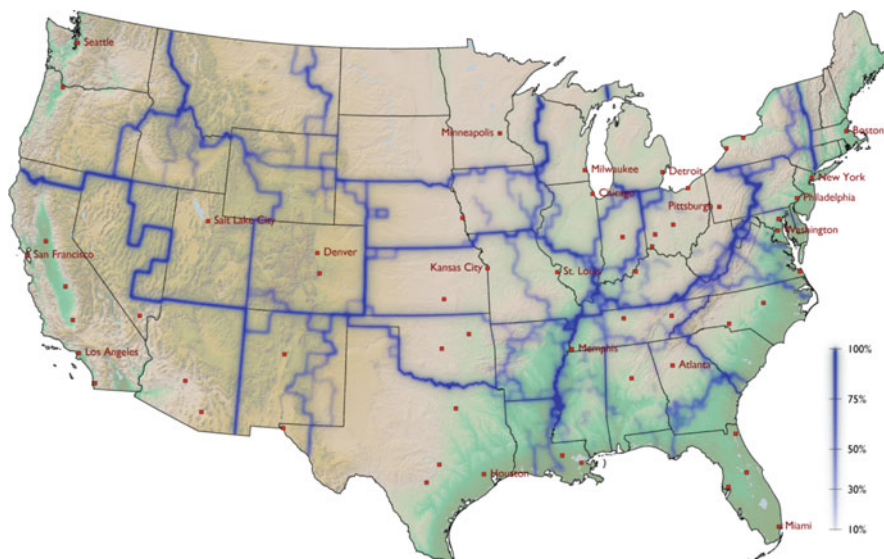 Seattle
Minneapolis
Boston
Milwaukee
Detroit
Chicago
New York
Pittsburgh
Philadelphia
Salt Lake City
Washington
San Francisco
Denver
Kansas City
St. Louis
Los Angeles
Memphis
Atlanta
100%
75%
50%
Houston
30%
10%
Miami